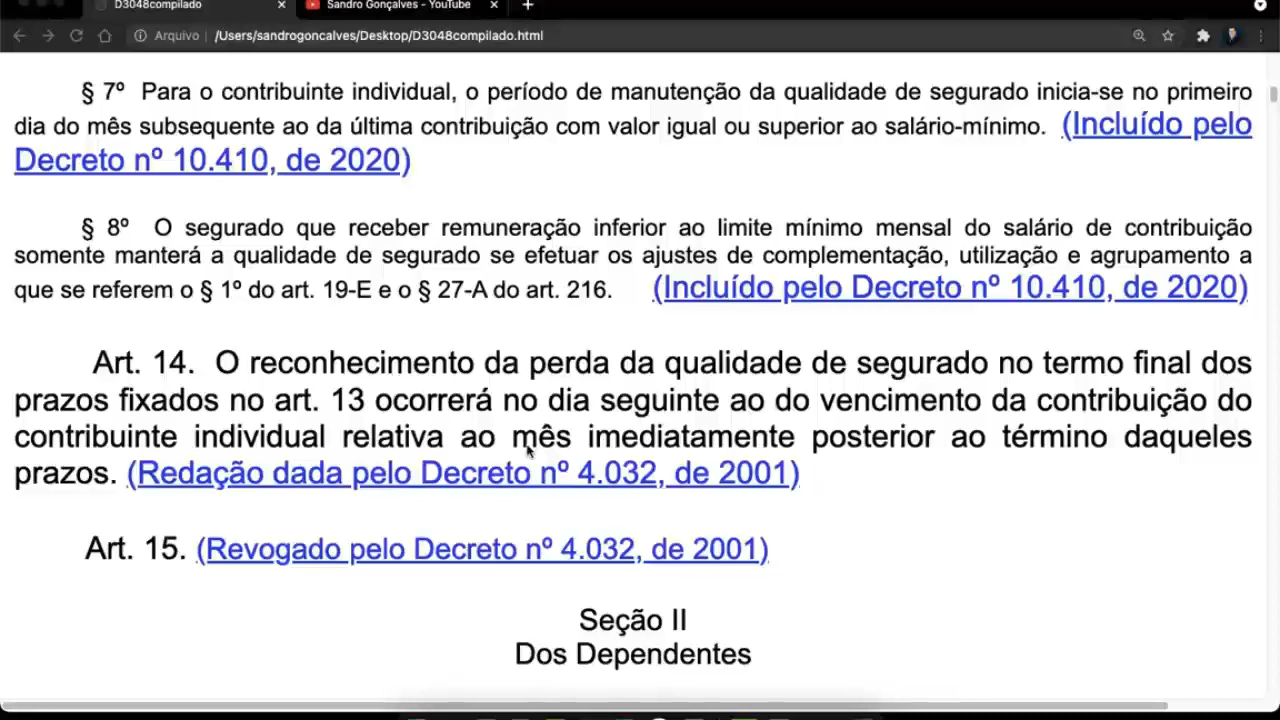 D3048compilado
Sandro Gonçalves - YouTube
Arquivo | /Users/sandrogoncalves/Desktop/D3048compilado.html
§ 7º Para o contribuinte individual, o período de manutenção da qualidade de segurado inicia-se no primeiro
dia do mês subsequente ao da última contribuição com valor igual ou superior ao salário-mínimo. (Incluído pelo
Decreto nº 10.410, de 2020)
§ 8º O segurado que receber remuneração inferior ao limite mínimo mensal do salário de contribuição
somente manterá a qualidade de segurado se efetuar os ajustes de complementação, utilização e agrupamento a
que se referem o § 1º do art. 19-E e o § 27-A do art. 216. (Incluído pelo Decreto nº 10.410, de 2020)
Art. 14. O reconhecimento da perda da qualidade de segurado no termo final dos
prazos fixados no art. 13 ocorrerá no dia seguinte ao do vencimento da contribuição do
contribuinte individual relativa ao mês imediatamente posterior ao término daqueles
prazos. (Redação dada pelo Decreto nº 4.032, de 2001)
Art. 15. (Revogado pelo Decreto nº 4.032, de 2001)
Seção II
Dos Dependentes